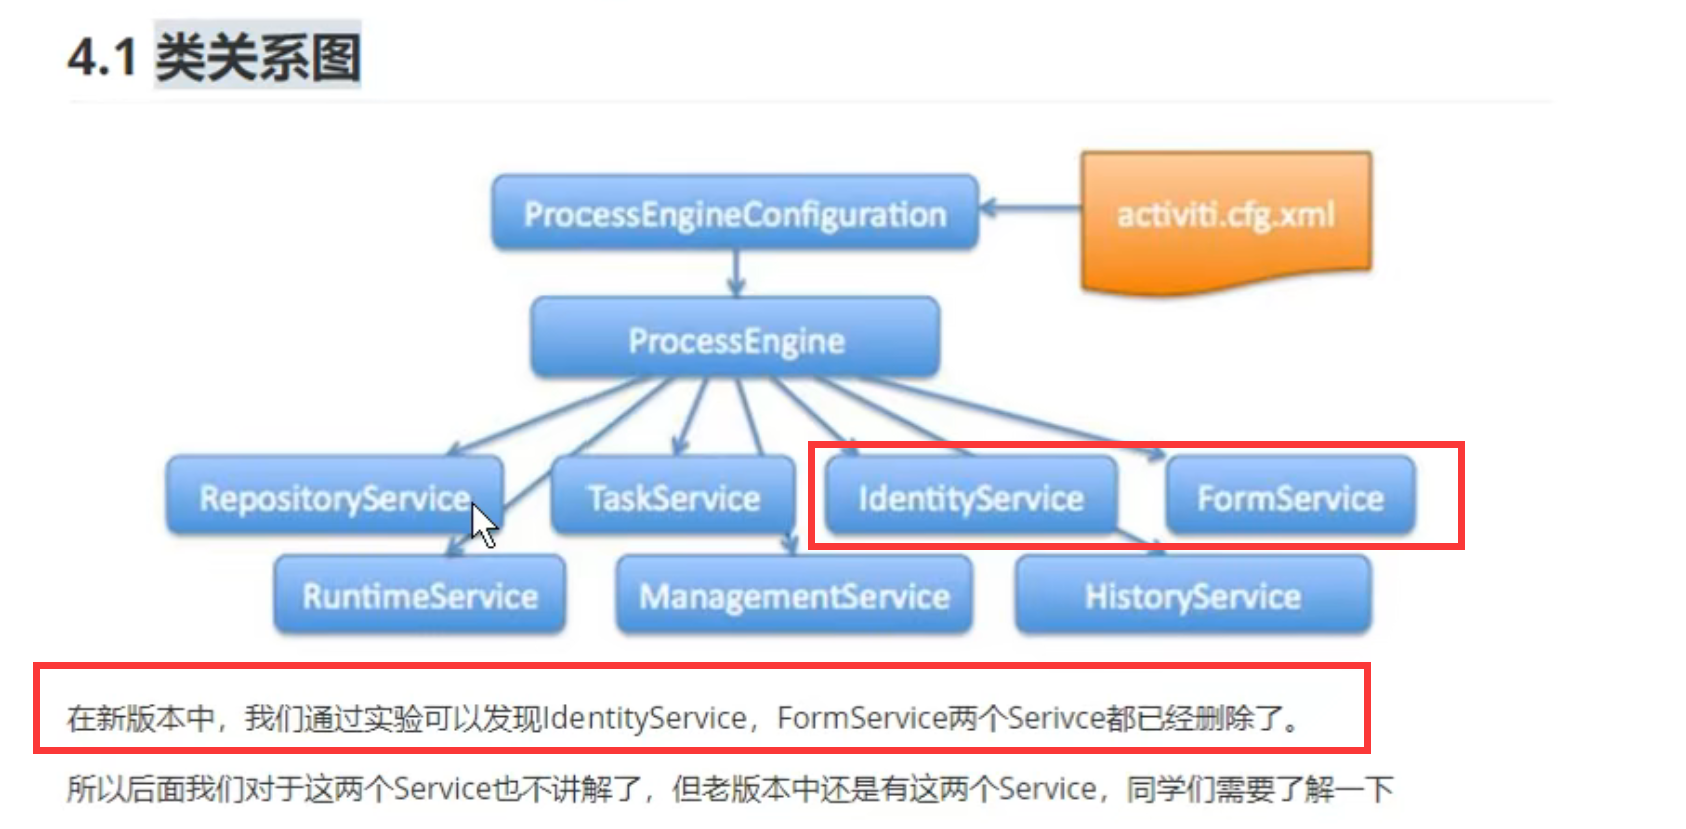 4.1 类关系图
ProcessEngineConfiguration
activiti.cfg.xml
ProcessEngine
RepositoryService
TaskService
IdentityService
FormService
RuntimeService
ManagementService
HistoryService
在新版本中，我们通过实验可以发现IdentityService，FormService两个Serivce都已经删除了。
所以后面我们对于这两个Service也不讲解了，但老版本中还是有这两个Service，同学们需要了解一下